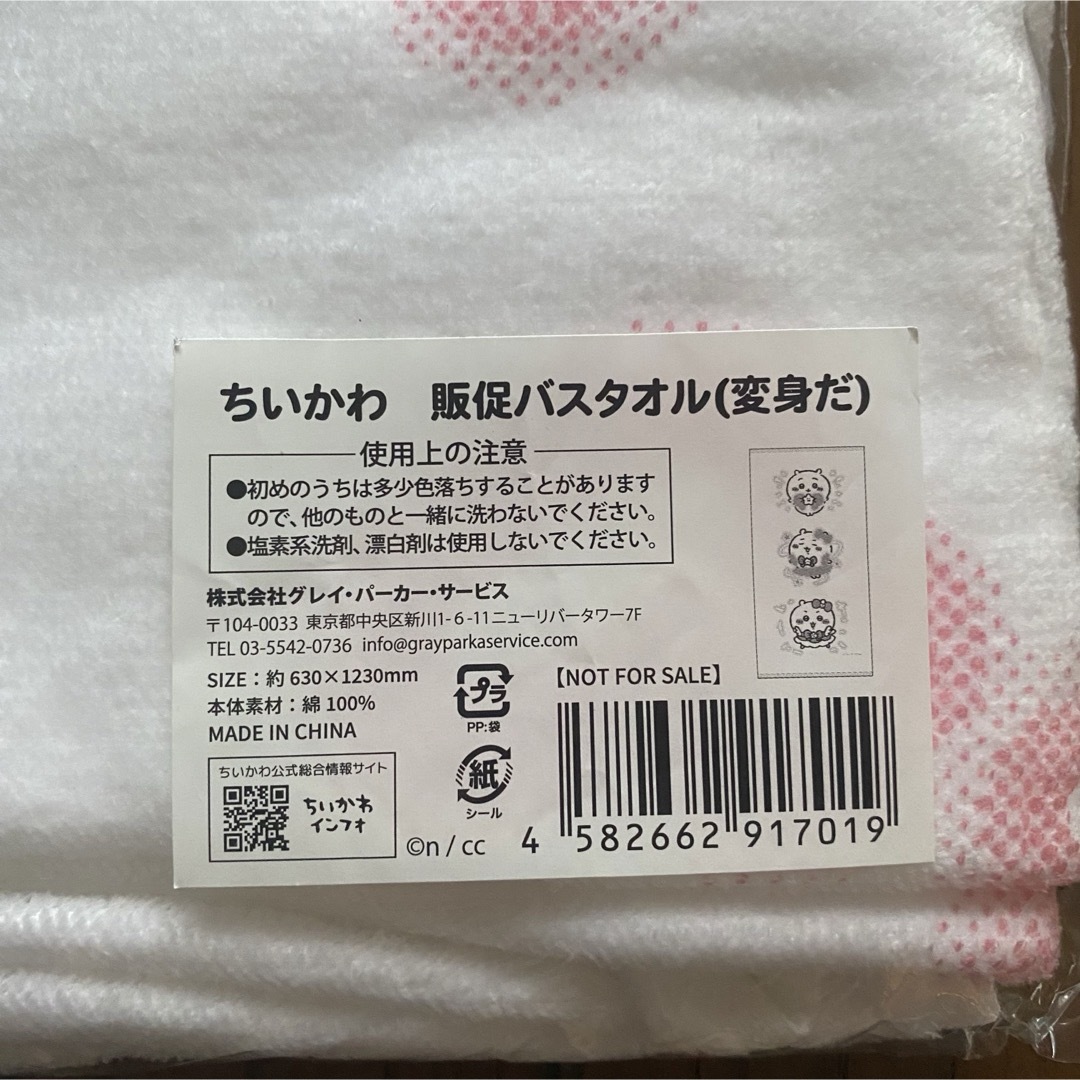 ちいかわ 販促バスタオル(変身だ)
使用上の注意
●初めのうちは多少色落ちすることがあります
ので、他のものと一緒に洗わないでください。
●塩素系洗剤、漂白剤は使用しないでください。
株式会社グレイ・パーカー・サービス
〒104-0033 東京都中央区新川1-6-11ニューリバータワー7F
TEL 03-5542-0736 info@grayparkaservice.com
SIZE：約 630×1230mm
本体素材：綿 100%
MADE IN CHINA
プラ
PP:袋
紙
シール
【NOT FOR SALE】
ちいかわ公式総合情報サイト
ちいかわ
インフォ
©n / cc
4 582662 917019